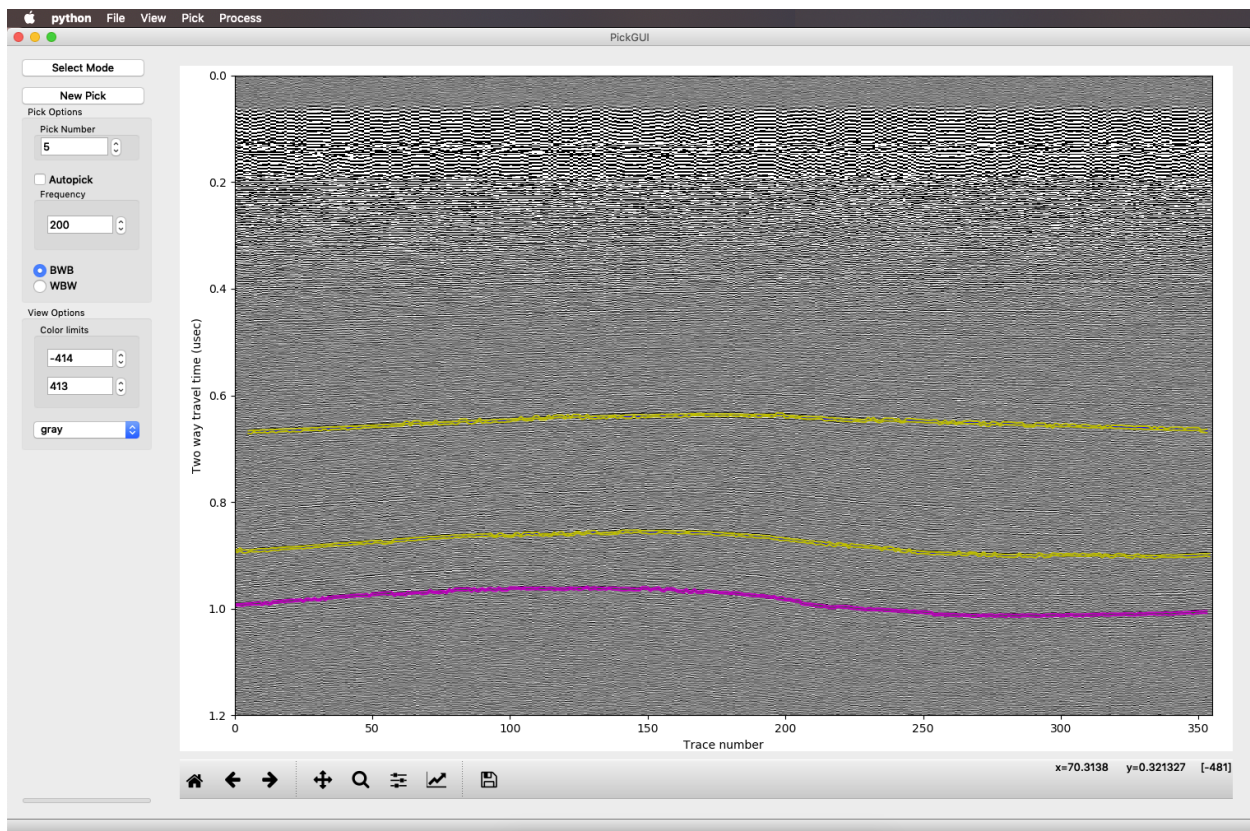 python File View Pick Process
PickGUI
Select Mode
New Pick
Pick Options
Pick Number
5
Autopick
Frequency
200
BWB
WBW
View Options
Color limits
-414
413
gray
0.0
0.2
0.4
0.6
0.8
1.0
1.2
Two way travel time (usec)
0 50 100 150 200 250 300 350
Trace number
x=70.3138 y=0.321327 [-481]